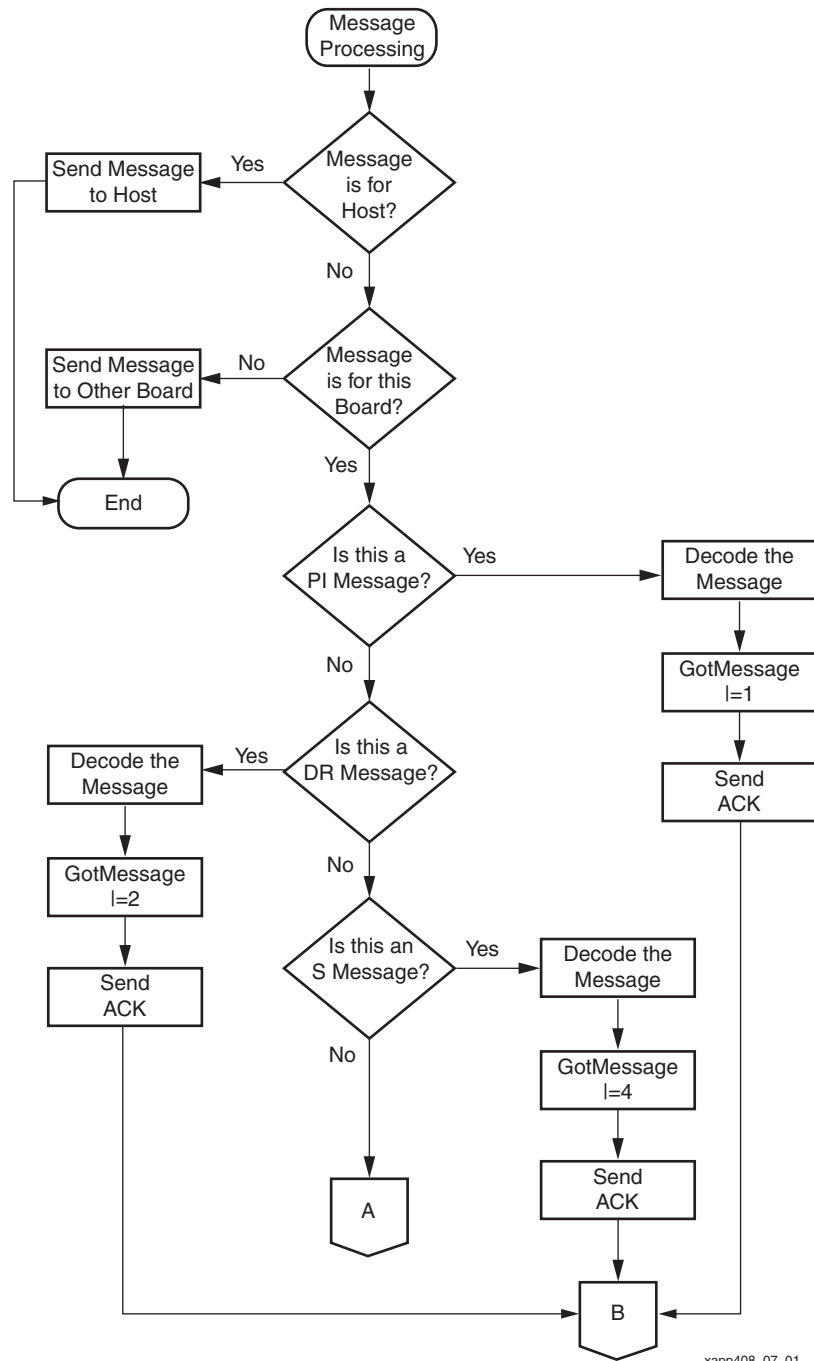 Message
Processing
Message
is for
Host?
Yes
Send Message
to Host
No
Message
is for this
Board?
No
Send Message
to Other Board
End
Yes
Is this a
PI Message?
Yes
Decode the
Message
GotMessage
|=1
Send
ACK
No
Is this a
DR Message?
Yes
Decode the
Message
GotMessage
|=2
Send
ACK
No
Is this an
S Message?
Yes
Decode the
Message
GotMessage
|=4
Send
ACK
No
A
B
xapp408_07_01